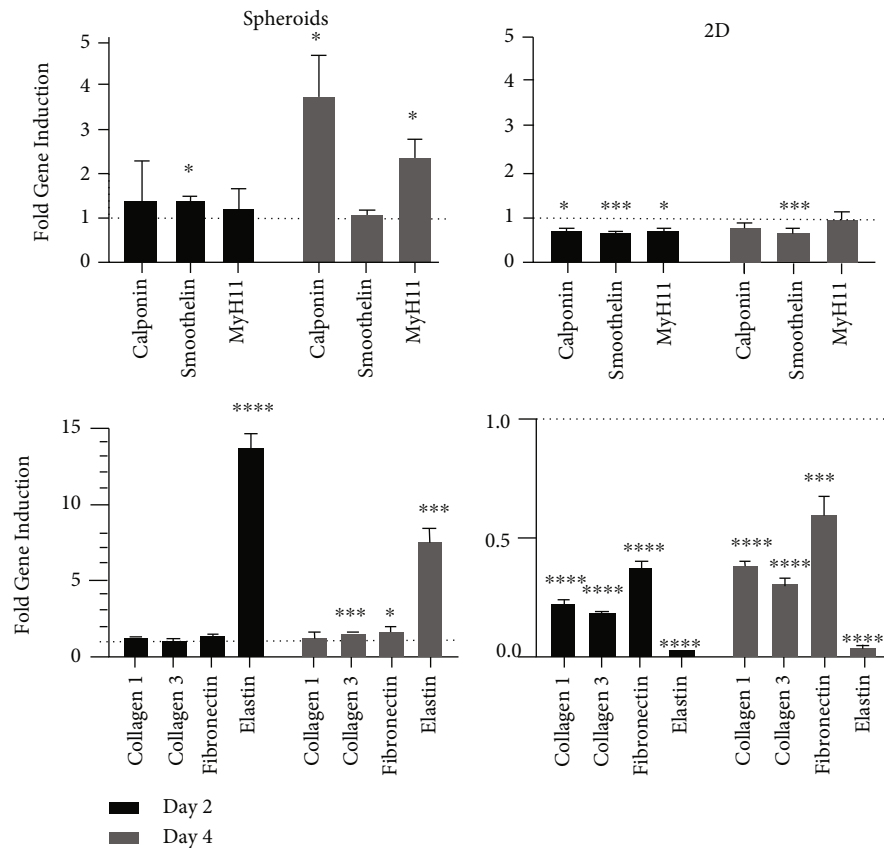 Spheroids
Fold Gene Induction
5
4
3
2
1
0
*
*
*
Calponin
Smoothelin
MyH11
Calponin
Smoothelin
MyH11
2D
5
4
3
2
1
0
*
***
*
***
Calponin
Smoothelin
MyH11
Calponin
Smoothelin
MyH11
Fold Gene Induction
15
10
5
1
0
****
***
*
***
Collagen 1
Collagen 3
Fibronectin
Elastin
Collagen 1
Collagen 3
Fibronectin
Elastin
1.0
0.5
0.0
****
****
****
****
****
****
***
****
Collagen 1
Collagen 3
Fibronectin
Elastin
Collagen 1
Collagen 3
Fibronectin
Elastin
Day 2
Day 4